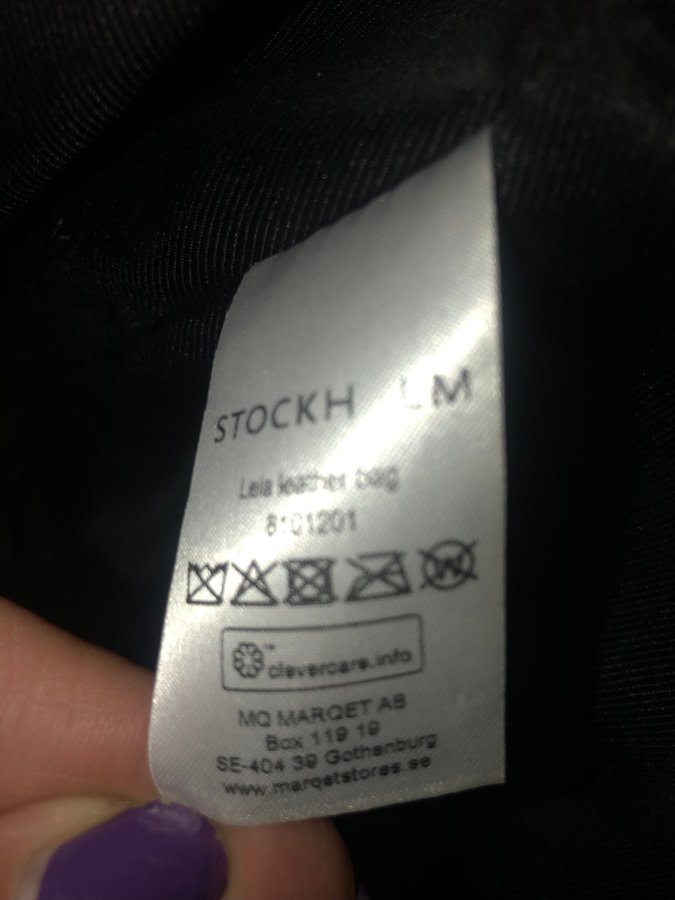 STOCKH LM
Leia leather bag
8101201
W
clevercare.info
MQ MARQET AB
Box 119 19
SE-404 39 Gothenburg
www.marqetstores.se